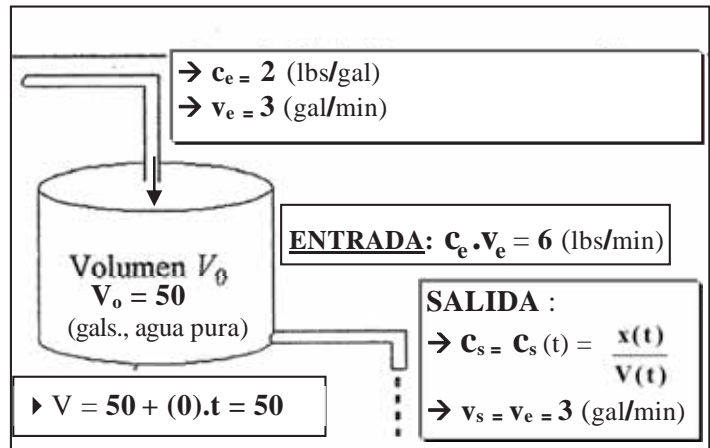 → cₑ = 2 (lbs/gal)
→ vₑ = 3 (gal/min)
ENTRADA: cₑ.vₑ = 6 (lbs/min)
Volumen V₀
Vₒ = 50
(gals., agua pura)
SALIDA :
→ cₛ = cₛ (t) = x(t)/V(t)
→ vₛ = vₑ = 3 (gal/min)
▸ V = 50 + (0).t = 50